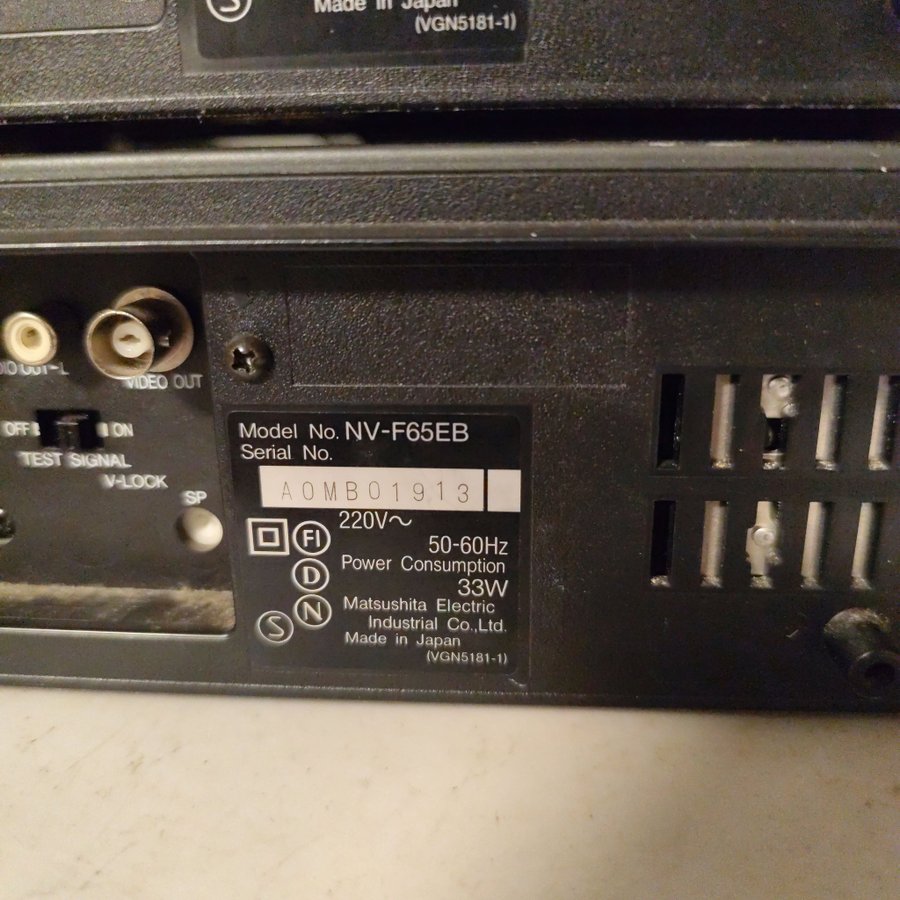 Made in Japan
(VGN5181-1)
VIDEO OUT
OFF ON
TEST SIGNAL
V-LOCK
SP
Model No. NV-F65EB
Serial No.
A0MB01913
220V~
50-60Hz
Power Consumption
33W
FI
D
N
S
Matsushita Electric
Industrial Co.,Ltd.
Made in Japan
(VGN5181-1)